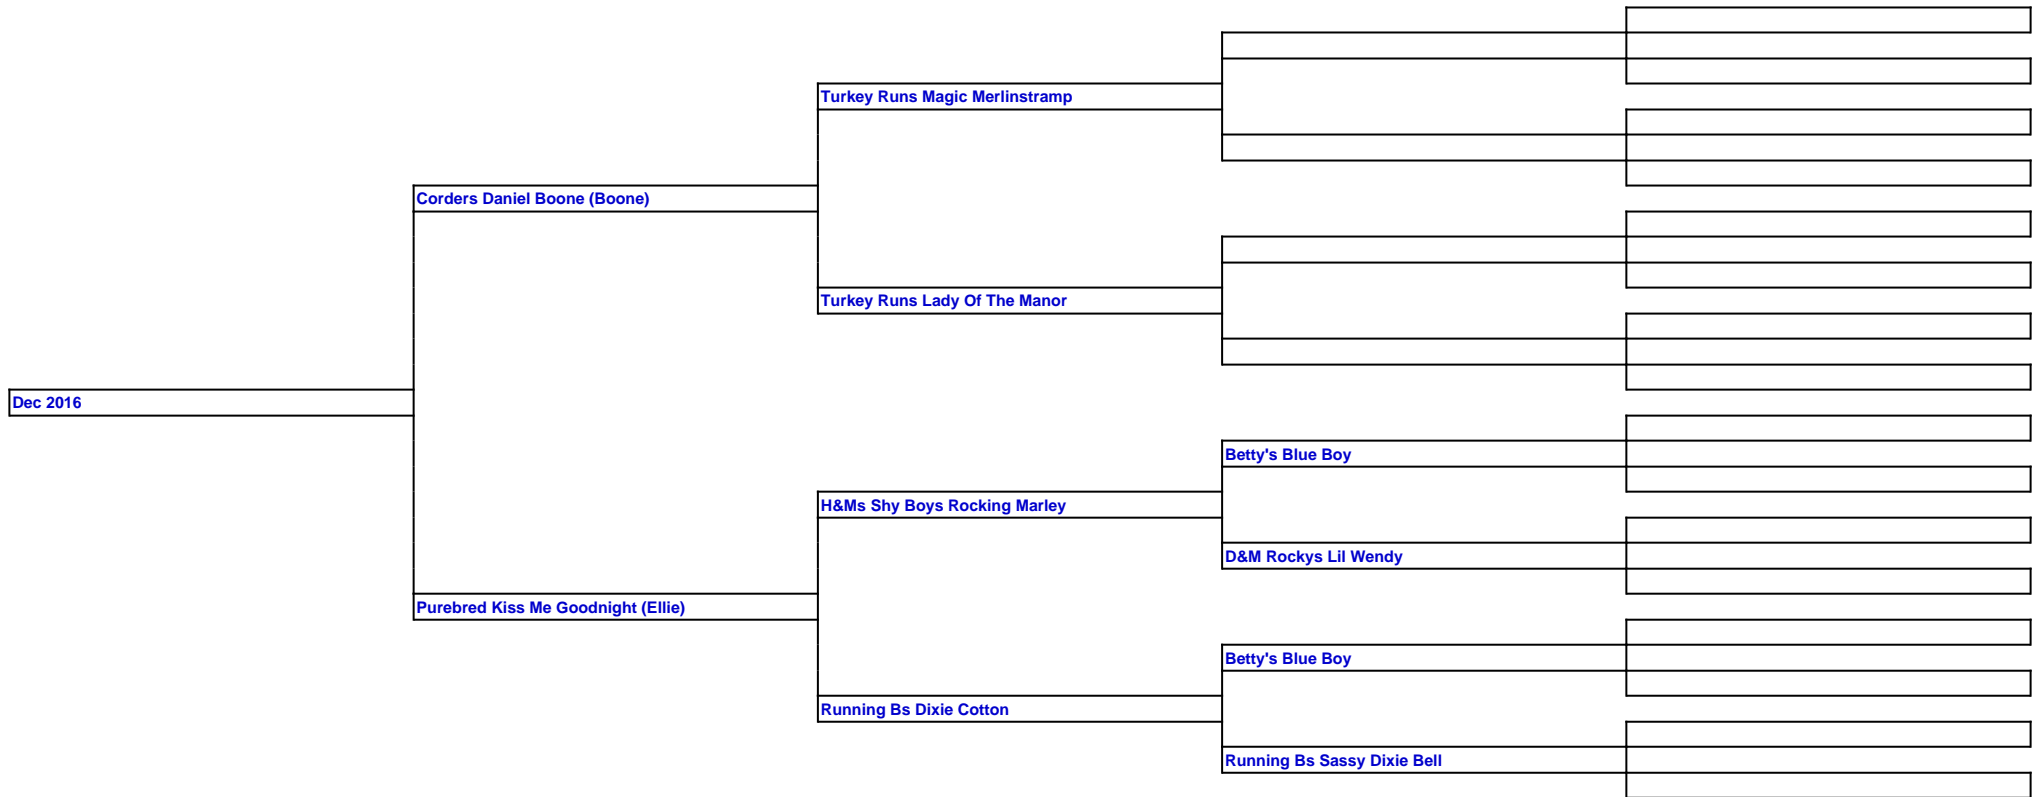 Turkey Runs Magic Merlinstramp
Corders Daniel Boone (Boone)
Turkey Runs Lady Of The Manor
Dec 2016
Betty's Blue Boy
H&Ms Shy Boys Rocking Marley
D&M Rockys Lil Wendy
Purebred Kiss Me Goodnight (Ellie)
Betty's Blue Boy
Running Bs Dixie Cotton
Running Bs Sassy Dixie Bell